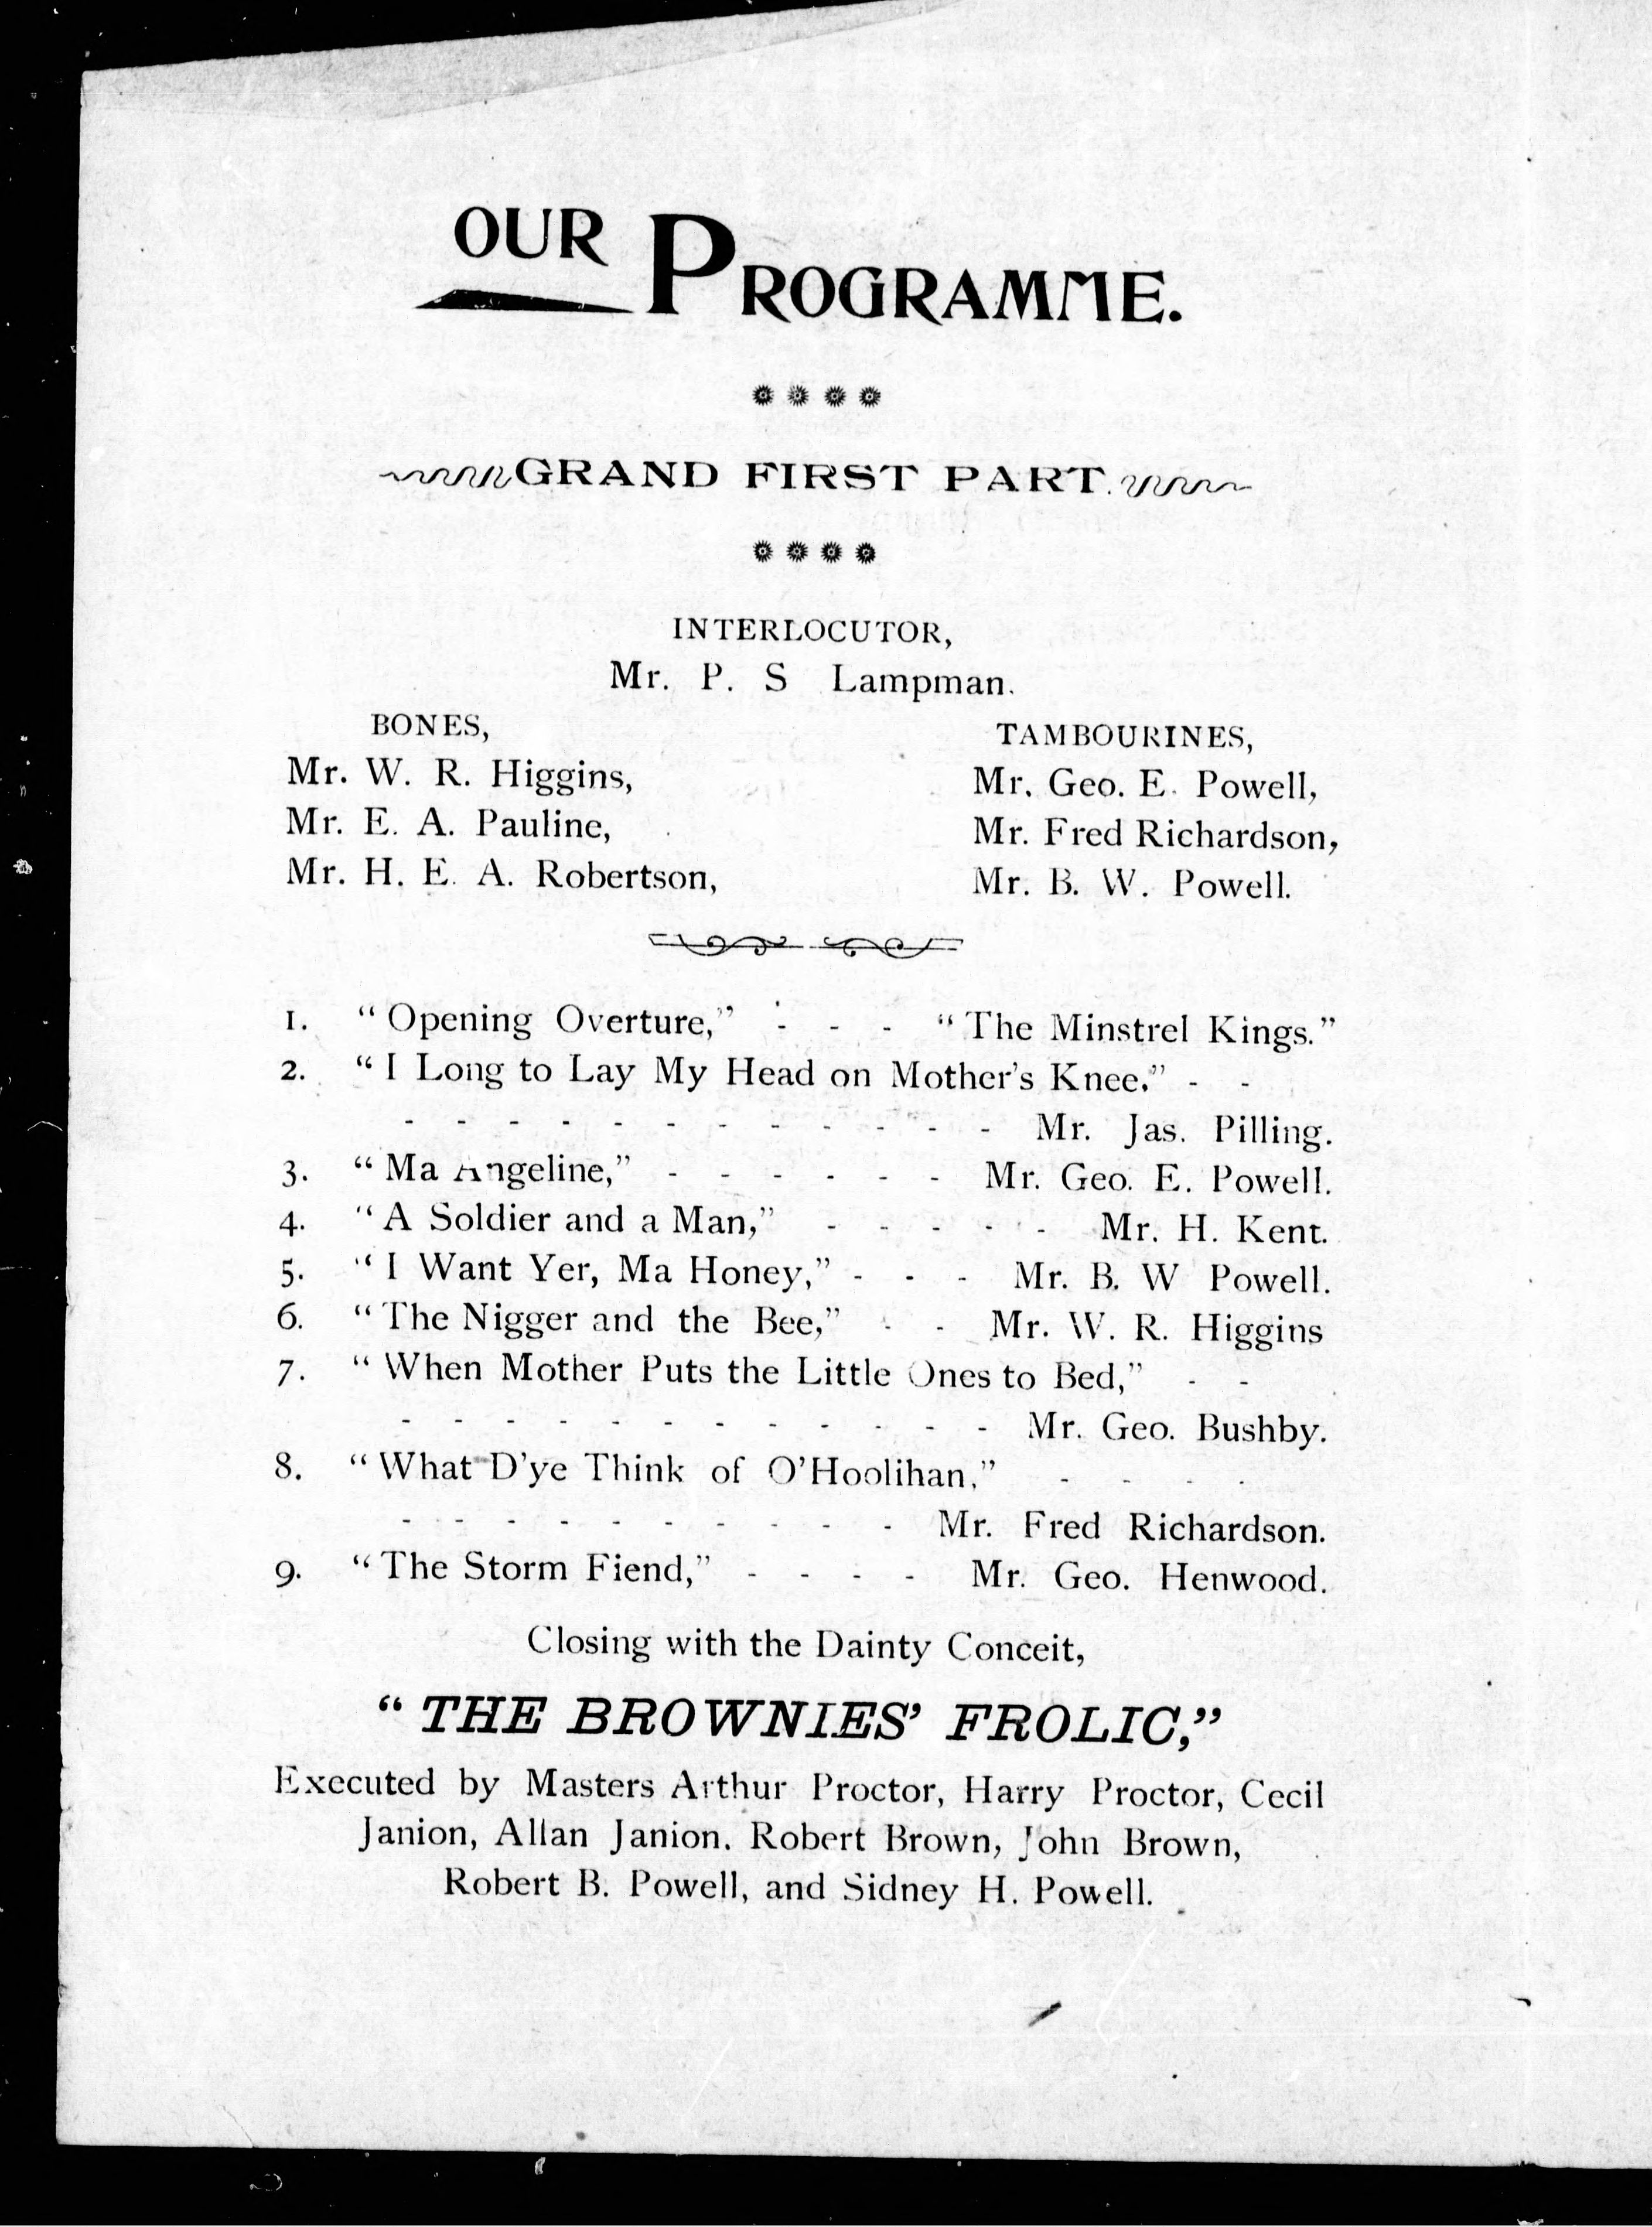 OUR PROGRAMME.
GRAND FIRST PART.
INTERLOCUTOR,
Mr. P. S Lampman.
BONES,
Mr. W. R. Higgins,
Mr. E. A. Pauline,
Mr. H. E. A. Robertson,
TAMBOURINES,
Mr. Geo. E. Powell,
Mr. Fred Richardson,
Mr. B. W. Powell.
1. “Opening Overture,” - - - “The Minstrel Kings.”
2. “I Long to Lay My Head on Mother's Knee.” - -
- - - - - - - - - - - - Mr. Jas. Pilling.
3. “Ma Angeline,” - - - - - - Mr. Geo. E. Powell.
4. “A Soldier and a Man,” - - - - - Mr. H. Kent.
5. “I Want Yer, Ma Honey,” - - - Mr. B. W Powell.
6. “The Nigger and the Bee,” - - Mr. W. R. Higgins
7. “When Mother Puts the Little Ones to Bed,” - -
- - - - - - - - - - - - Mr. Geo. Bushby.
8. “What D'ye Think of O'Hoolihan,” - - - -
- - - - - - - - - - Mr. Fred Richardson.
9. “The Storm Fiend,” - - - - Mr. Geo. Henwood.
Closing with the Dainty Conceit,
“THE BROWNIES' FROLIC,”
Executed by Masters Arthur Proctor, Harry Proctor, Cecil
Janion, Allan Janion. Robert Brown, John Brown,
Robert B. Powell, and Sidney H. Powell.